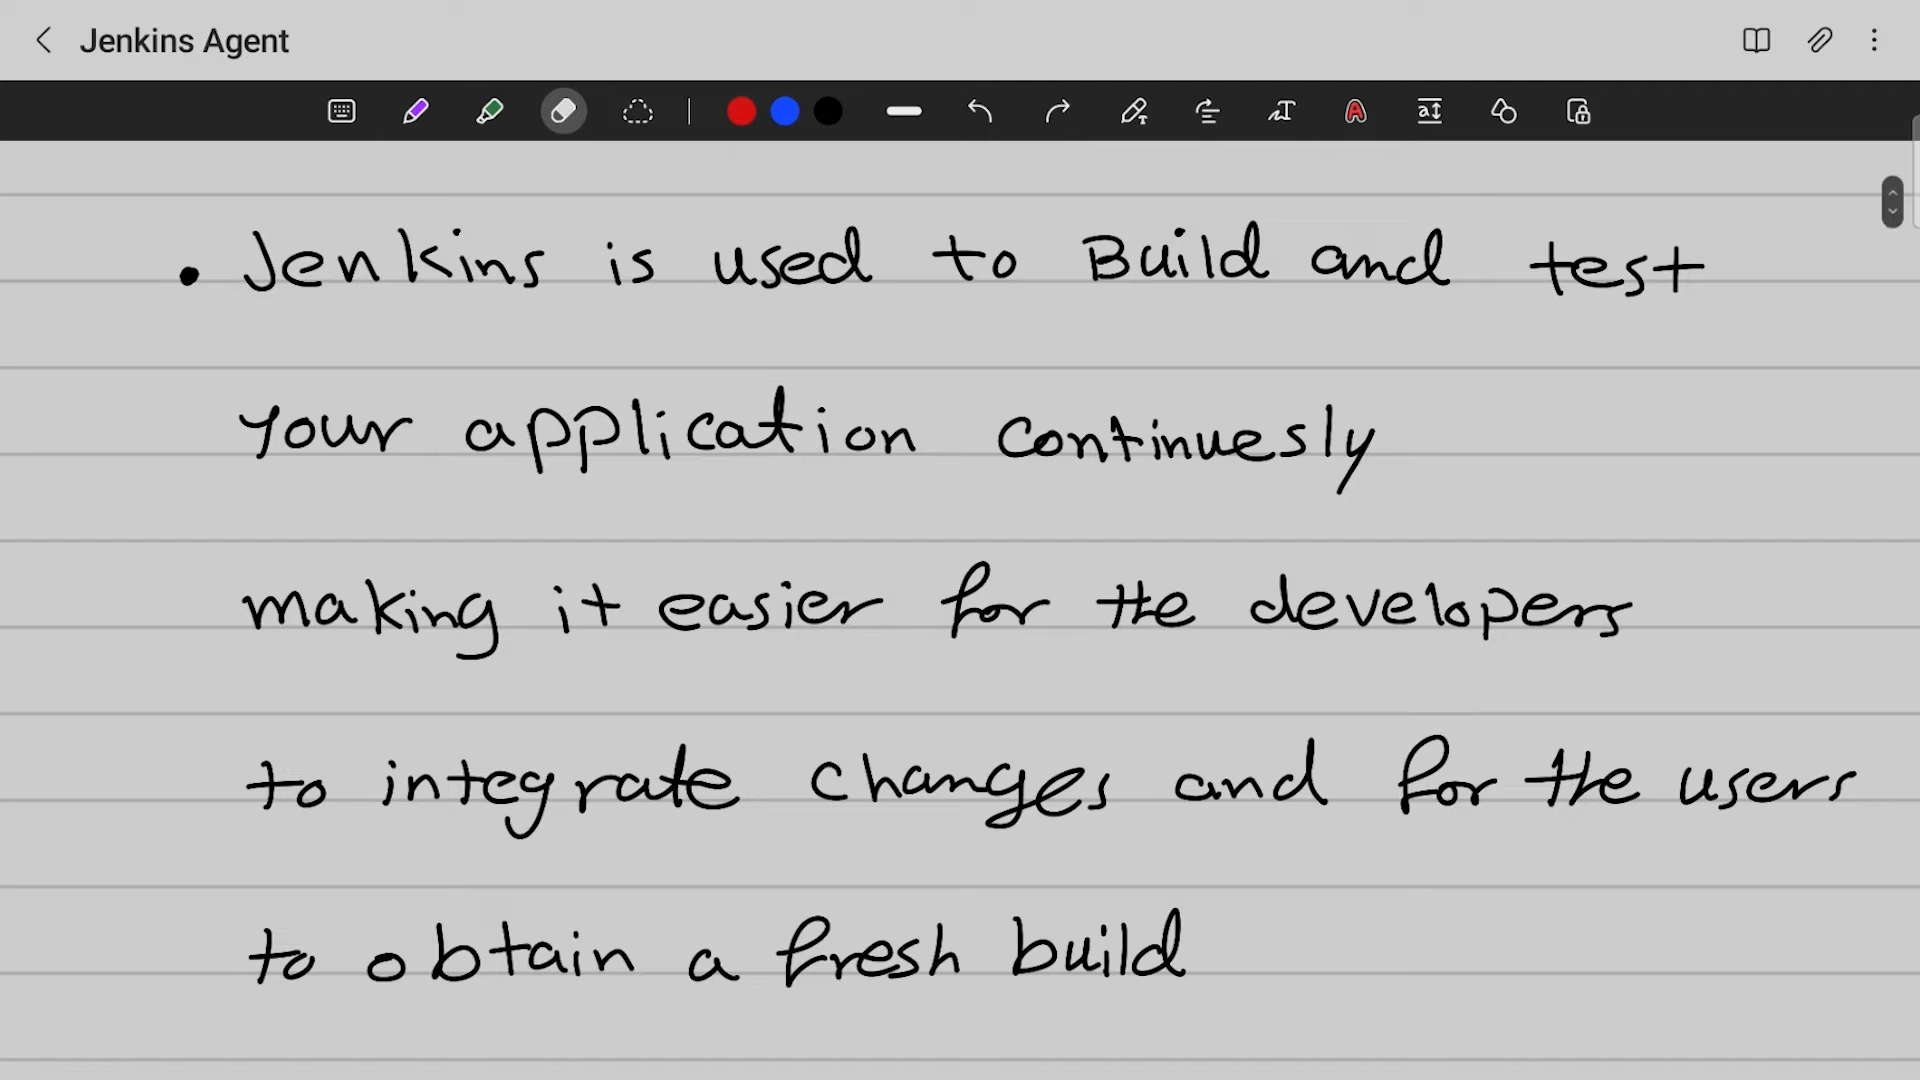 Jenkins Agent
• Jenkins is used to Build and test
your application continuesly
making it easier for the developers
to integrate changes and for the users
to obtain a fresh build